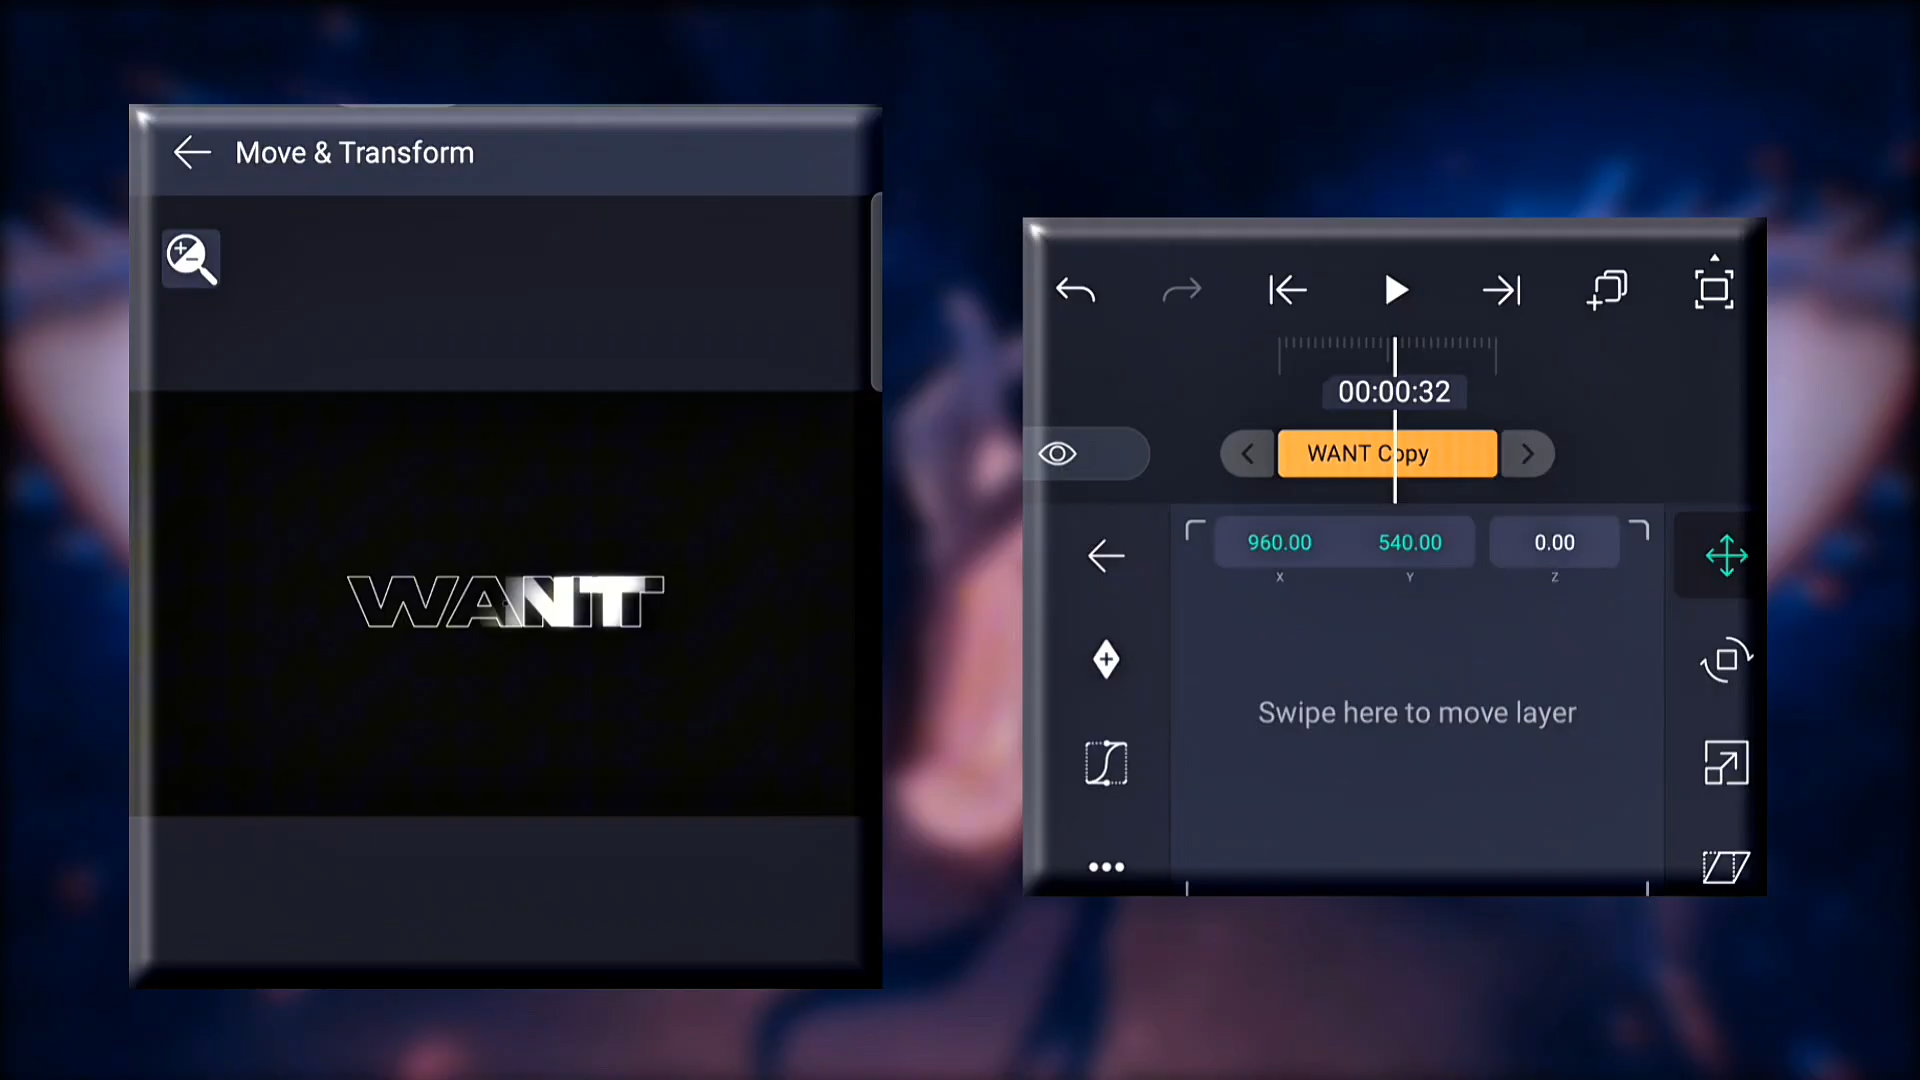 Move & Transform
WANT
00:00:32
WANT Copy
960.00 540.00 0.00
X Y Z
Swipe here to move layer